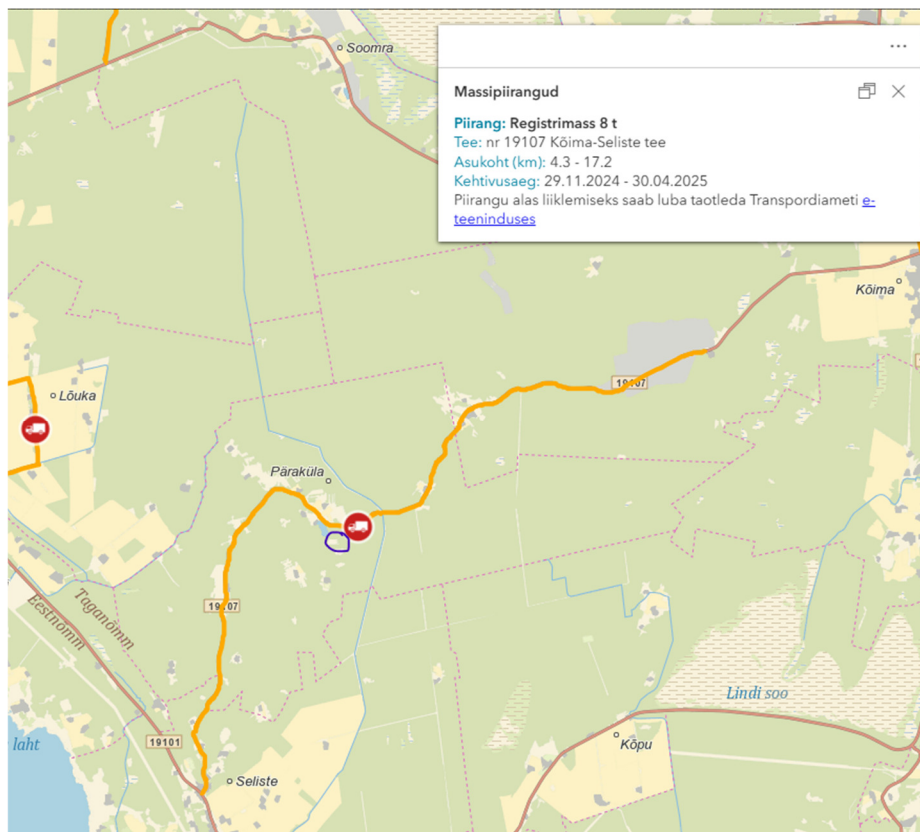 Soomra
...
Massipiirangud
Piirang: Registrimass 8 t
Tee: nr 19107 Kõima-Seliste tee
Asukoht (km): 4.3 - 17.2
Kehtivusaeg: 29.11.2024 - 30.04.2025
Piirangu alas liiklemiseks saab luba taotleda Transpordiameti e-
teeninduses
Kõima
19107
Lõuka
Päraküla
19107
Taganõmm
Eestnõmm
Lindi soo
19101
laht
Kõpu
Seliste